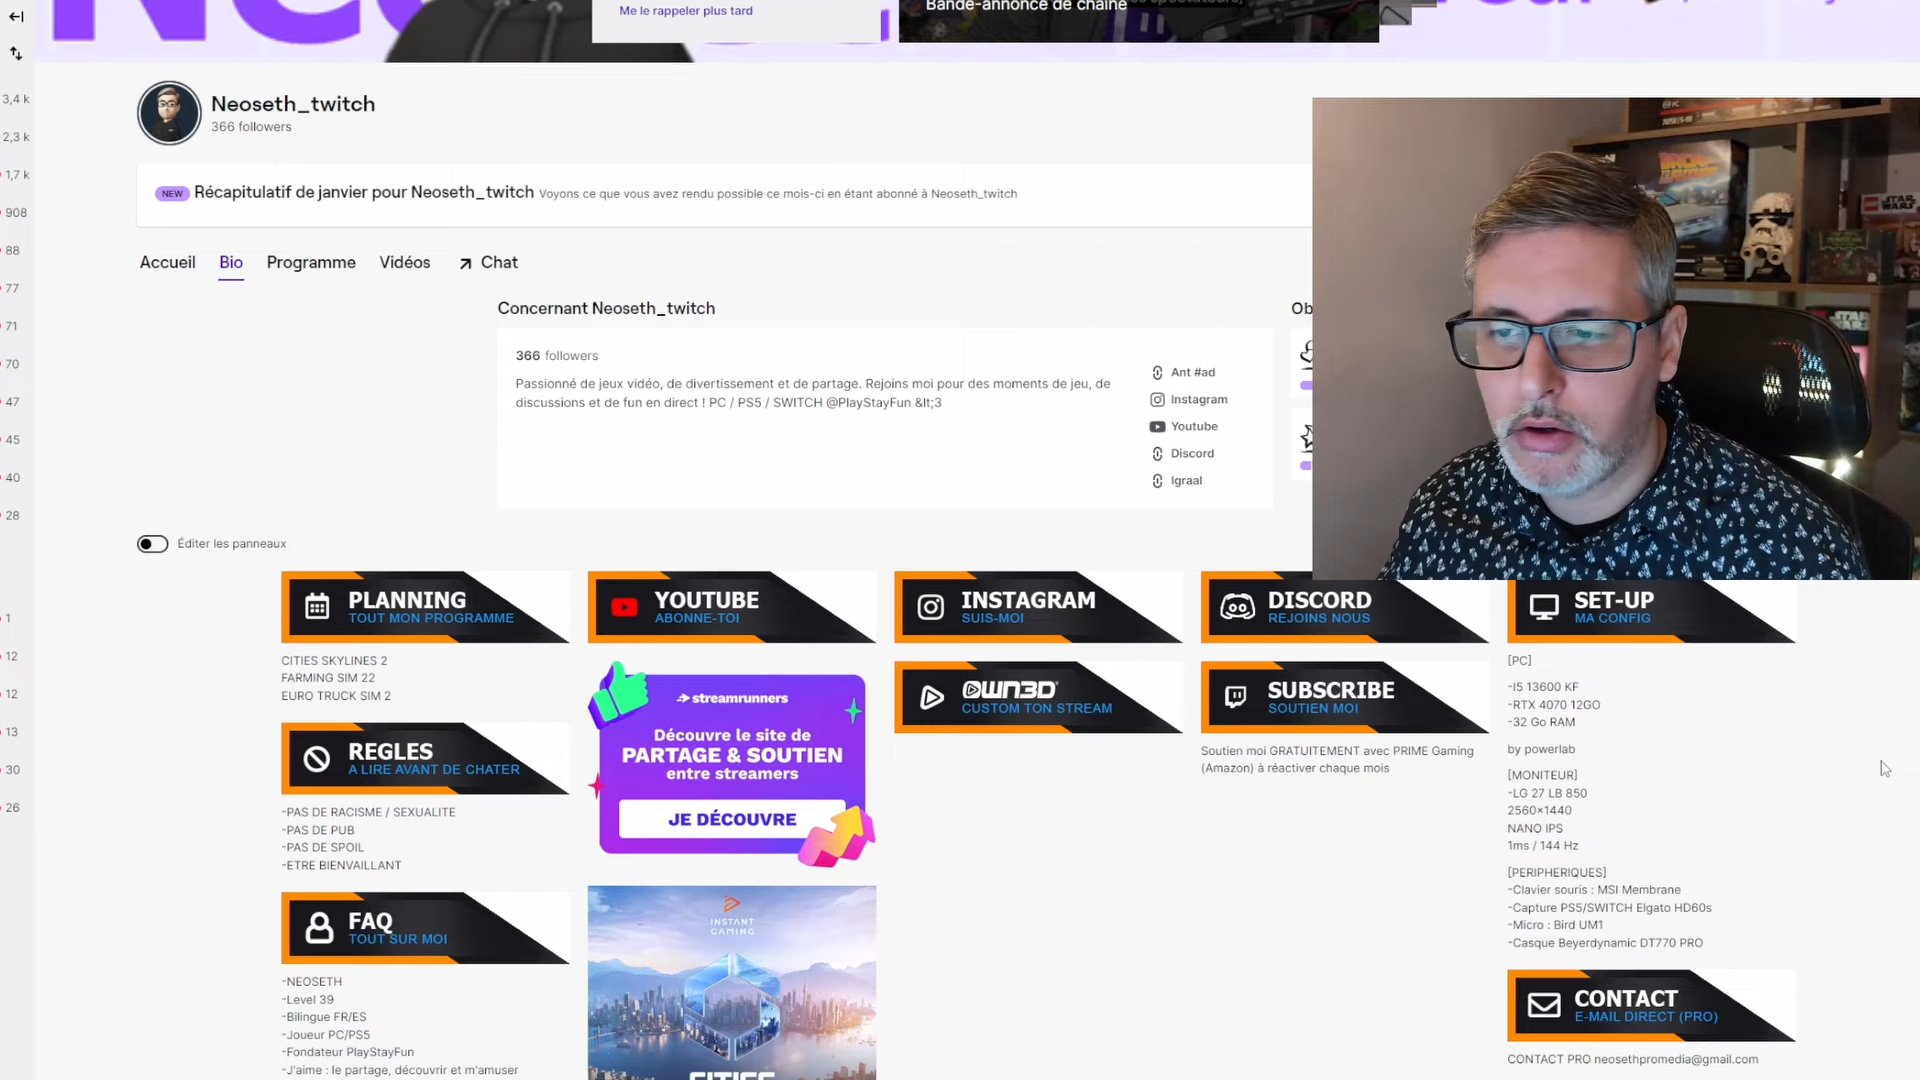 Me le rappeler plus tard
Bande-annonce de chaîne
Neoseth_twitch
366 followers
NEW Récapitulatif de janvier pour Neoseth_twitch Voyons ce que vous avez rendu possible ce mois-ci en étant abonné à Neoseth_twitch
Accueil Bio Programme Vidéos Chat
3,4 k
2,3 k
1,7 k
908
88
77
71
70
47
45
40
28
1
12
12
13
30
26
Concernant Neoseth_twitch
Ob
366 followers
Passionné de jeux vidéo, de divertissement et de partage. Rejoins moi pour des moments de jeu, de
discussions et de fun en direct ! PC / PS5 / SWITCH @PlayStayFun &lt;3
Ant #ad
Instagram
Youtube
Discord
Igraal
STAR
WARS
Éditer les panneaux
PLANNING
TOUT MON PROGRAMME
CITIES SKYLINES 2
FARMING SIM 22
EURO TRUCK SIM 2
REGLES
A LIRE AVANT DE CHATER
-PAS DE RACISME / SEXUALITE
-PAS DE PUB
-PAS DE SPOIL
-ETRE BIENVAILLANT
FAQ
TOUT SUR MOI
-NEOSETH
-Level 39
-Bilingue FR/ES
-Joueur PC/PS5
-Fondateur PlayStayFun
-J'aime : le partage, découvrir et m'amuser
YOUTUBE
ABONNE-TOI
streamrunners
Découvre le site de
PARTAGE & SOUTIEN
entre streamers
JE DÉCOUVRE
INSTANT
GAMING
CITIES
INSTAGRAM
SUIS-MOI
OWN3D
CUSTOM TON STREAM
DISCORD
REJOINS NOUS
SUBSCRIBE
SOUTIEN MOI
Soutien moi GRATUITEMENT avec PRIME Gaming
(Amazon) à réactiver chaque mois
SET-UP
MA CONFIG
[PC]
-I5 13600 KF
-RTX 4070 12GO
-32 Go RAM
by powerlab
[MONITEUR]
-LG 27 LB 850
2560x1440
NANO IPS
1ms / 144 Hz
[PERIPHERIQUES]
-Clavier souris : MSI Membrane
-Capture PS5/SWITCH Elgato HD60s
-Micro : Bird UM1
-Casque Beyerdynamic DT770 PRO
CONTACT
E-MAIL DIRECT (PRO)
CONTACT PRO neosethpromedia@gmail.com